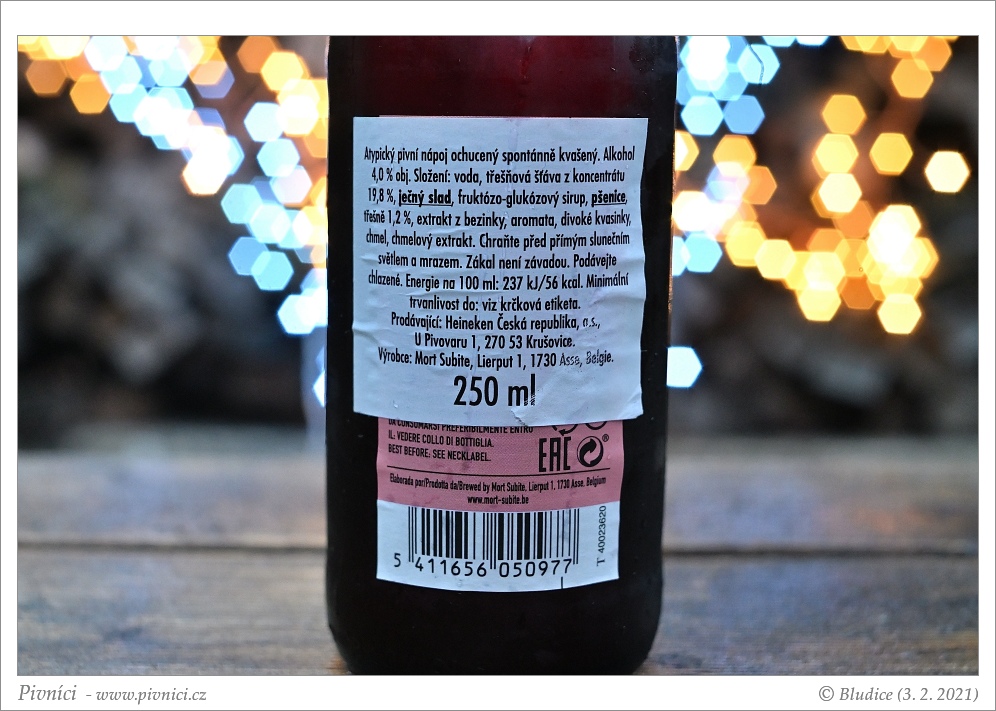 Atypický pivní nápoj ochucený spontánně kvašený. Alkohol
4,0 % obj. Složení: voda, třešňová šťáva z koncentrátu
19,8 %, ječný slad, fruktózo-glukózový sirup, pšenice,
třešně 1,2 %, extrakt z bezinky, aromata, divoké kvasinky,
chmel, chmelový extrakt. Chraňte před přímým slunečním
světlem a mrazem. Zákal není závadou. Podávejte
chlazené. Energie na 100 ml: 237 kJ/56 kcal. Minimální
trvanlivost do: viz krčková etiketa.
Prodávající: Heineken Česká republika, a.s.,
U Pivovaru 1, 270 53 Krušovice.
Výrobce: Mort Subite, Lierput 1, 1730 Asse, Belgie.
250 ml
DA CONSUMARSI PREFERIBILMENTE ENTRO
IL: VEDERE COLLO DI BOTTIGLIA.
BEST BEFORE: SEE NECKLABEL.
EAC ®
Elaborada por/Prodotta da/Brewed by Mort Subite, Lierput 1, 1730 Asse, Belgium
www.mort-subite.be
5 411656 050977
T 40023620
Pivníci - www.pivnici.cz
© Bludice (3. 2. 2021)